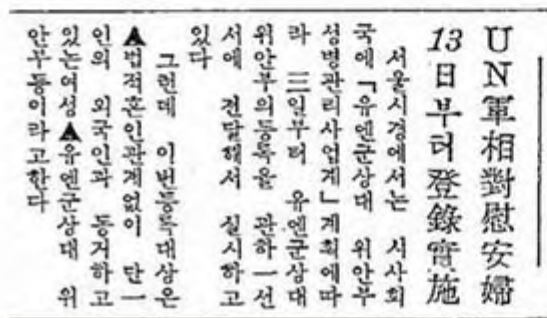 UN軍相對慰安婦
13日부터登錄實施
서울시경에서는 시사회
국에 「유엔군상대 위안부
성병관리사업계」계획에따
라 一三일부터 유엔군상대
위안부의등록을 관하一선
서에 전달해서 실시하고
있다
그런데 이번등록대상은
▲법적혼인관계없이 단一
인의 외국인과 동거하고
있는여성▲유엔군상대 위
안부등이라고한다